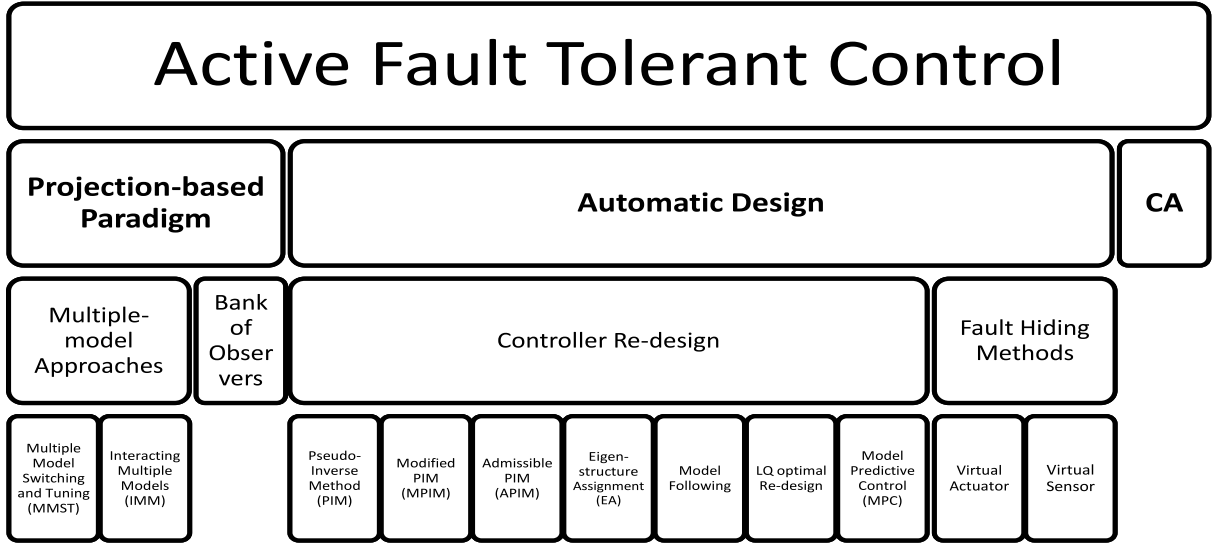 Active Fault Tolerant Control
Projection-based
Paradigm
Automatic Design
CA
Multiple-
model
Approaches
Bank
of
Obser
vers
Controller Re-design
Fault Hiding
Methods
Multiple
Model
Switching
and Tuning
(MMST)
Interacting
Multiple
Models
(IMM)
Pseudo-
Inverse
Method
(PIM)
Modified
PIM
(MPIM)
Admissible
PIM
(APIM)
Eigen-
structure
Assignment
(EA)
Model
Following
LQ optimal
Re-design
Model
Predictive
Control
(MPC)
Virtual
Actuator
Virtual
Sensor